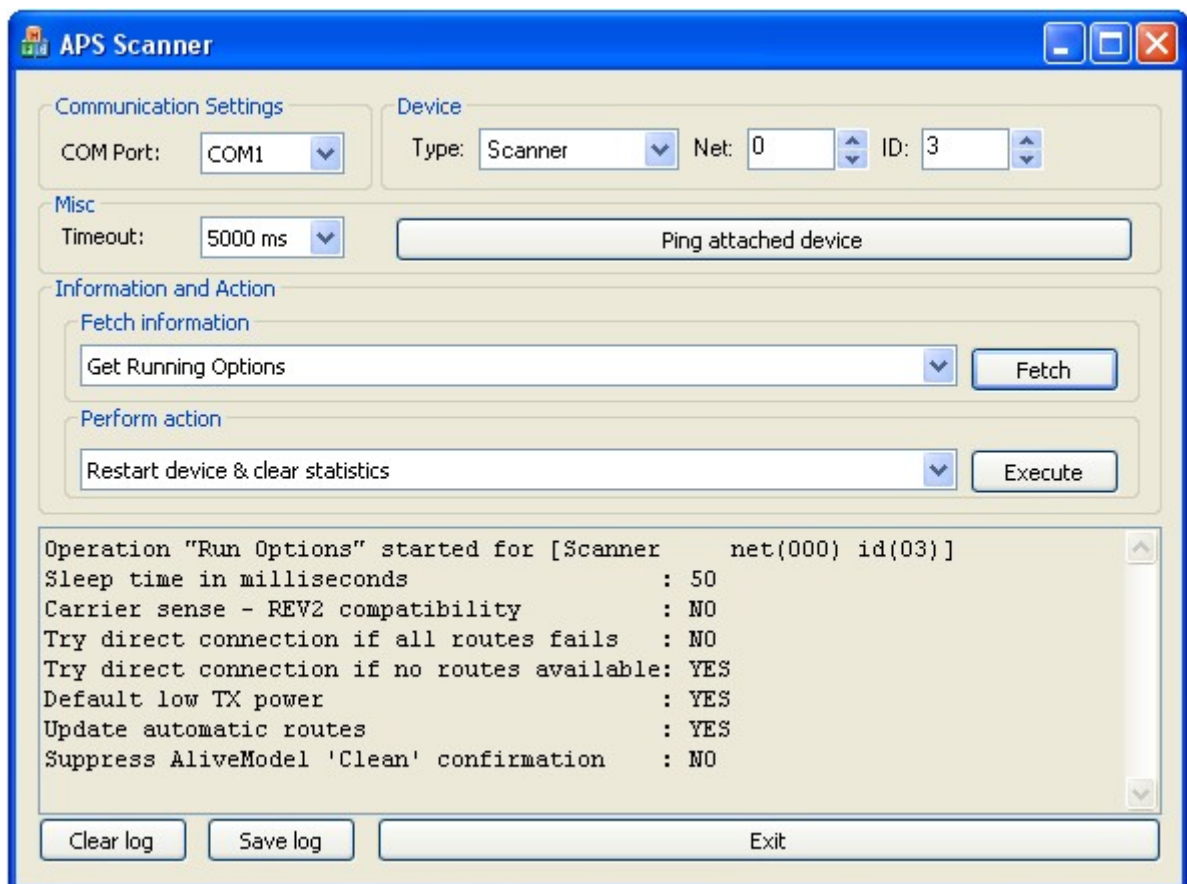 APS Scanner
Communication Settings
COM Port: COM1
Device
Type: Scanner Net: 0 ID: 3
Misc
Timeout: 5000 ms Ping attached device
Information and Action
Fetch information
Get Running Options Fetch
Perform action
Restart device & clear statistics Execute
Operation "Run Options" started for [Scanner net(000) id(03)]
Sleep time in milliseconds : 50
Carrier sense - REV2 compatibility : NO
Try direct connection if all routes fails : NO
Try direct connection if no routes available: YES
Default low TX power : YES
Update automatic routes : YES
Suppress AliveModel 'Clean' confirmation : NO
Clear log Save log Exit